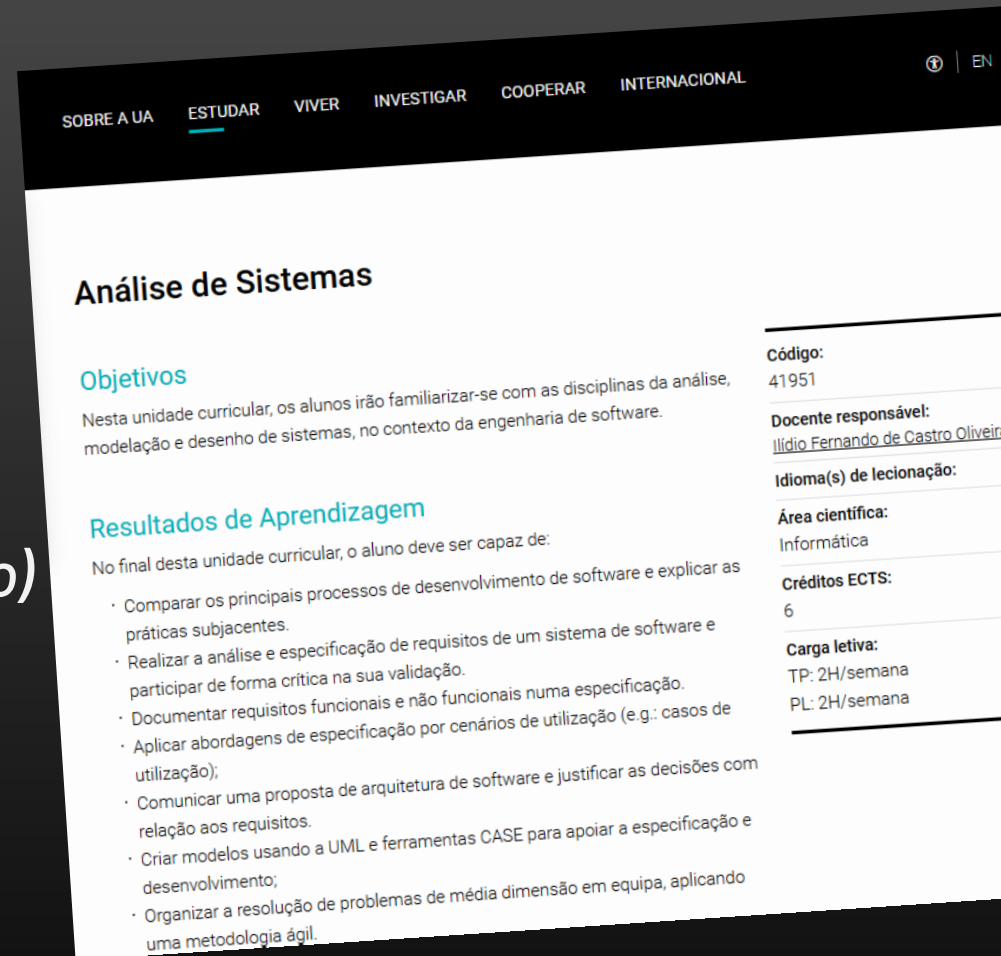 SOBRE A UA ESTUDAR VIVER INVESTIGAR COOPERAR INTERNACIONAL EN
Análise de Sistemas
Objetivos
Nesta unidade curricular, os alunos irão familiarizar-se com as disciplinas da análise,
modelação e desenho de sistemas, no contexto da engenharia de software.
Resultados de Aprendizagem
No final desta unidade curricular, o aluno deve ser capaz de:
· Comparar os principais processos de desenvolvimento de software e explicar as
práticas subjacentes.
· Realizar a análise e especificação de requisitos de um sistema de software e
participar de forma crítica na sua validação.
· Documentar requisitos funcionais e não funcionais numa especificação.
· Aplicar abordagens de especificação por cenários de utilização (e.g.: casos de
utilização);
· Comunicar uma proposta de arquitetura de software e justificar as decisões com
relação aos requisitos.
· Criar modelos usando a UML e ferramentas CASE para apoiar a especificação e
desenvolvimento;
· Organizar a resolução de problemas de média dimensão em equipa, aplicando
uma metodologia ágil.
Código:
41951
Docente responsável:
Ilídio Fernando de Castro Oliveira
Idioma(s) de lecionação:
Área científica:
Informática
Créditos ECTS:
6
Carga letiva:
TP: 2H/semana
PL: 2H/semana
o)